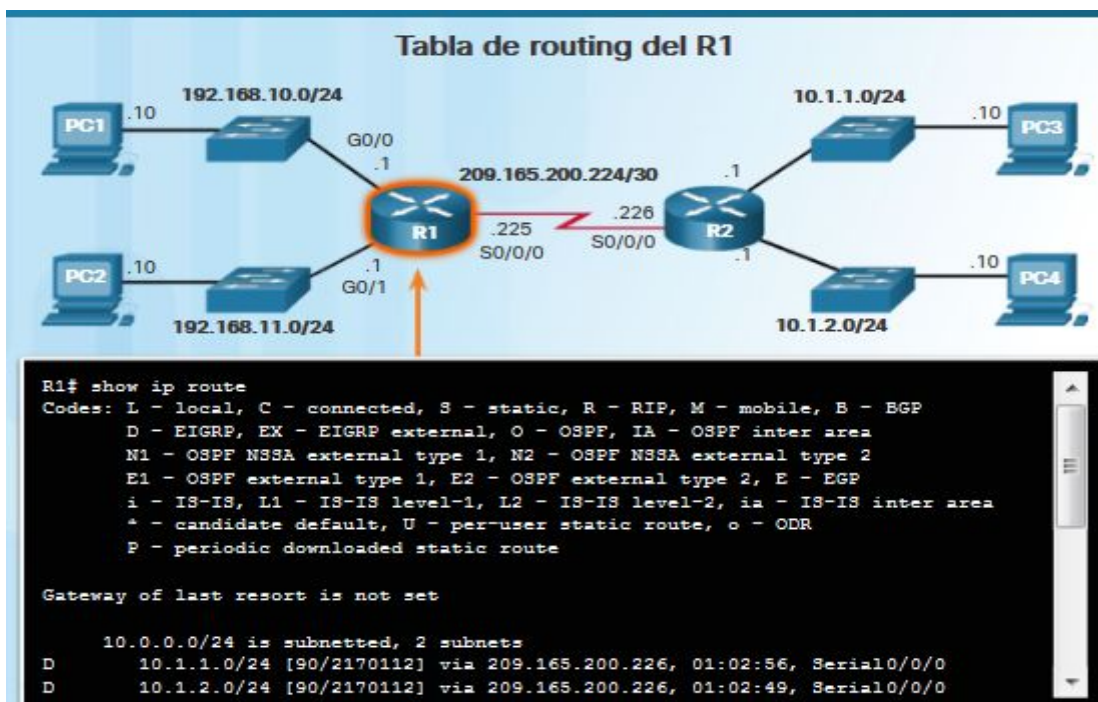 Tabla de routing del R1
192.168.10.0/24
10.1.1.0/24
.10
PC1
.10
PC3
G0/0
.1
209.165.200.224/30
.1
R1
.225
S0/0/0
.226
S0/0/0
R2
.1
.10
PC2
.1
G0/1
.10
PC4
192.168.11.0/24
10.1.2.0/24
R1# show ip route
Codes: L - local, C - connected, S - static, R - RIP, M - mobile, B - BGP
D - EIGRP, EX - EIGRP external, O - OSPF, IA - OSPF inter area
N1 - OSPF NSSA external type 1, N2 - OSPF NSSA external type 2
E1 - OSPF external type 1, E2 - OSPF external type 2, E - EGP
i - IS-IS, L1 - IS-IS level-1, L2 - IS-IS level-2, ia - IS-IS inter area
* - candidate default, U - per-user static route, o - ODR
P - periodic downloaded static route
Gateway of last resort is not set
10.0.0.0/24 is subnetted, 2 subnets
D 10.1.1.0/24 [90/2170112] via 209.165.200.226, 01:02:56, Serial0/0/0
D 10.1.2.0/24 [90/2170112] via 209.165.200.226, 01:02:49, Serial0/0/0